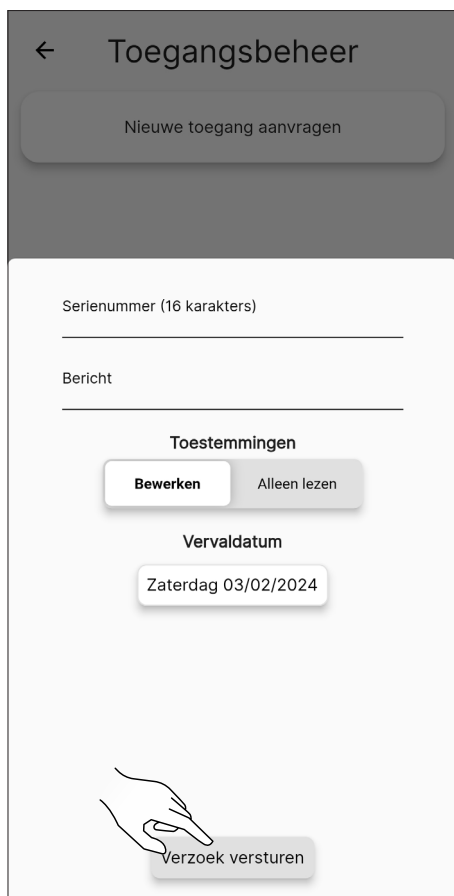 Toegangsbeheer
Nieuwe toegang aanvragen
Serienummer (16 karakters)
Bericht
Toestemmingen
Bewerken Alleen lezen
Vervaldatum
Zaterdag 03/02/2024
Verzoek versturen